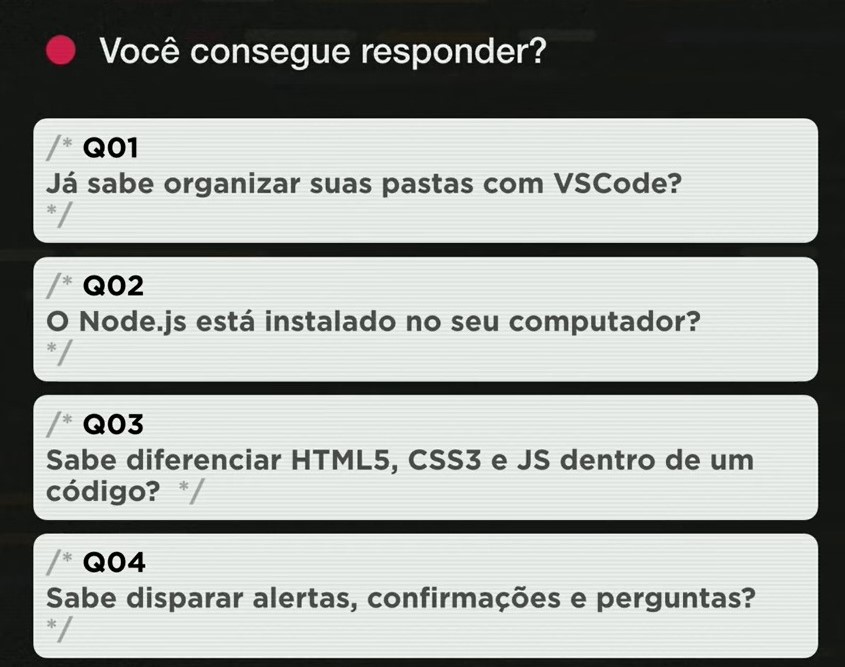 Você consegue responder?
/* Q01
Já sabe organizar suas pastas com VSCode?
*/
/* Q02
O Node.js está instalado no seu computador?
*/
/* Q03
Sabe diferenciar HTML5, CSS3 e JS dentro de um
código? */
/* Q04
Sabe disparar alertas, confirmações e perguntas?
*/